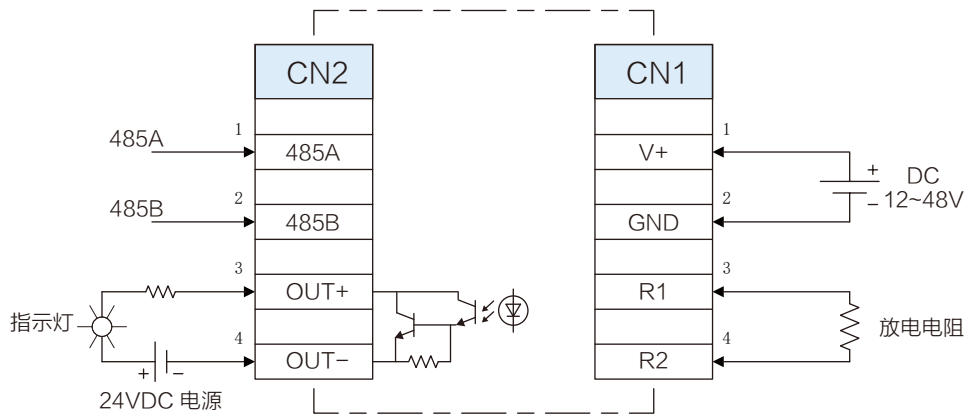 CN2
1
485A
485A
2
485B
485B
3
OUT+
指示灯
4
OUT−
+ −
24VDC 电源
CN1
1
V+
+
DC
12~48V
−
2
GND
3
R1
放电电阻
4
R2